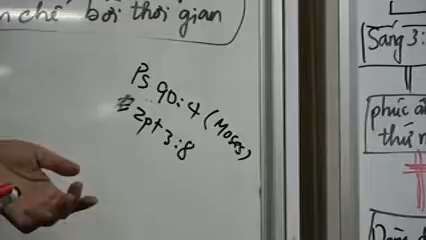 chế bởi thời gian
Ps 90:4 (Moses)
2pt 3:8
Sáng 3:
phúc
thứ